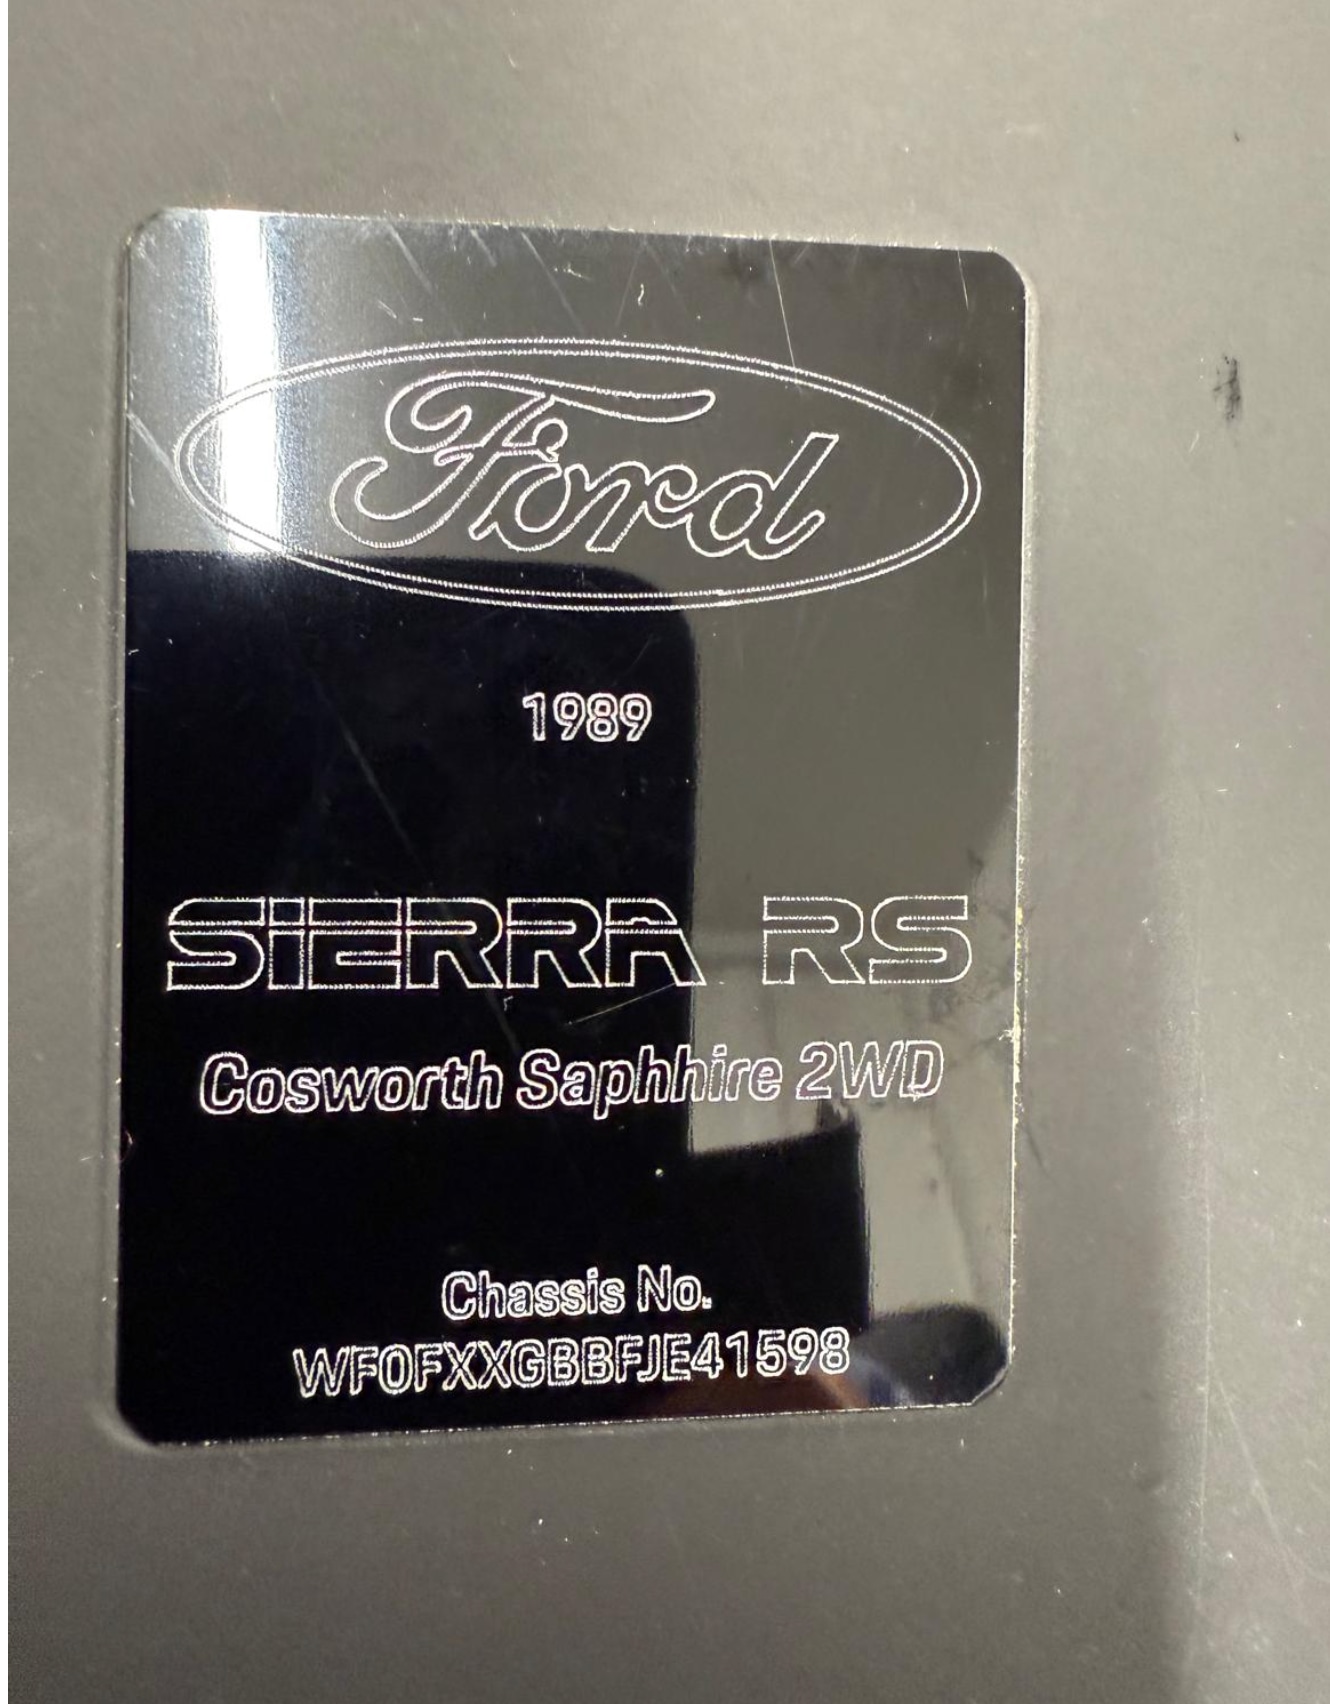 Ford
1989
SIERRA RS
Cosworth Saphhire 2WD
Chassis No.
WF0FXXGBBFJE41598